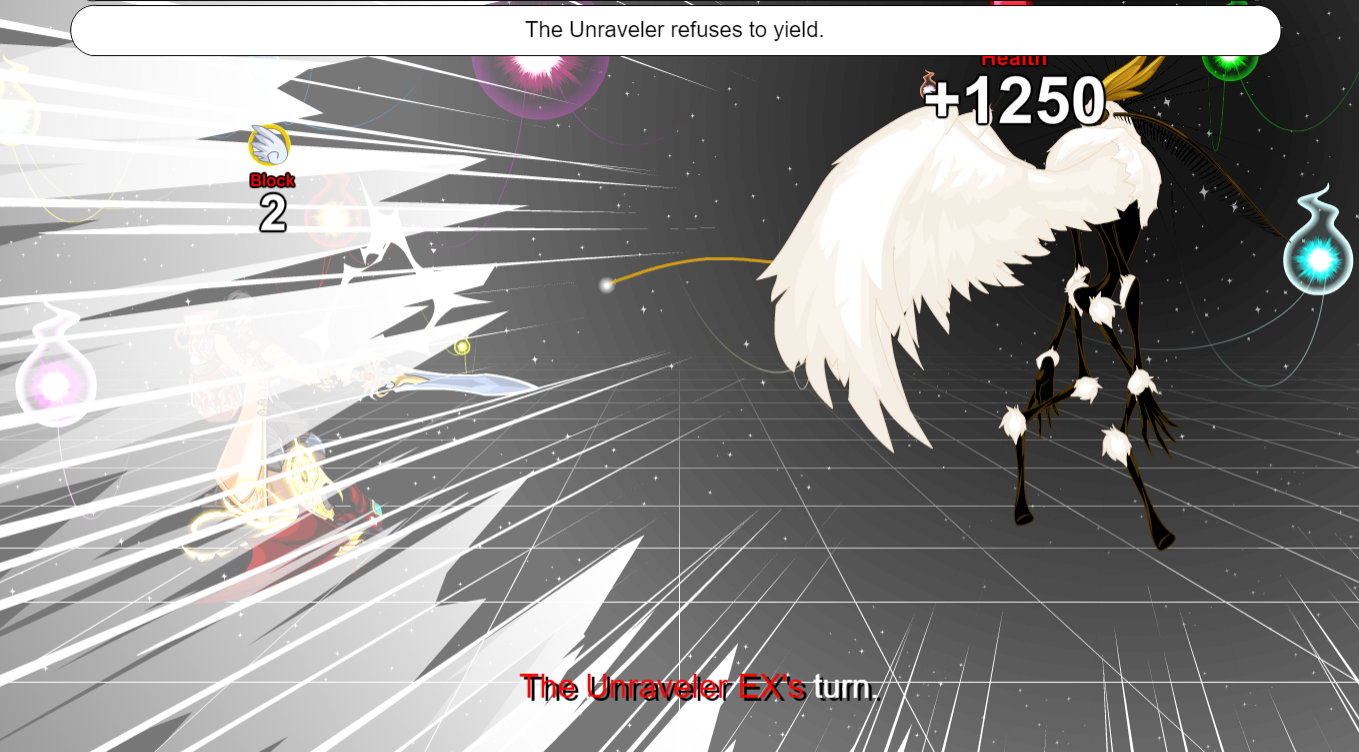 The Unraveler refuses to yield.
Health
+1250
Block
2
The Unraveler EX's turn.